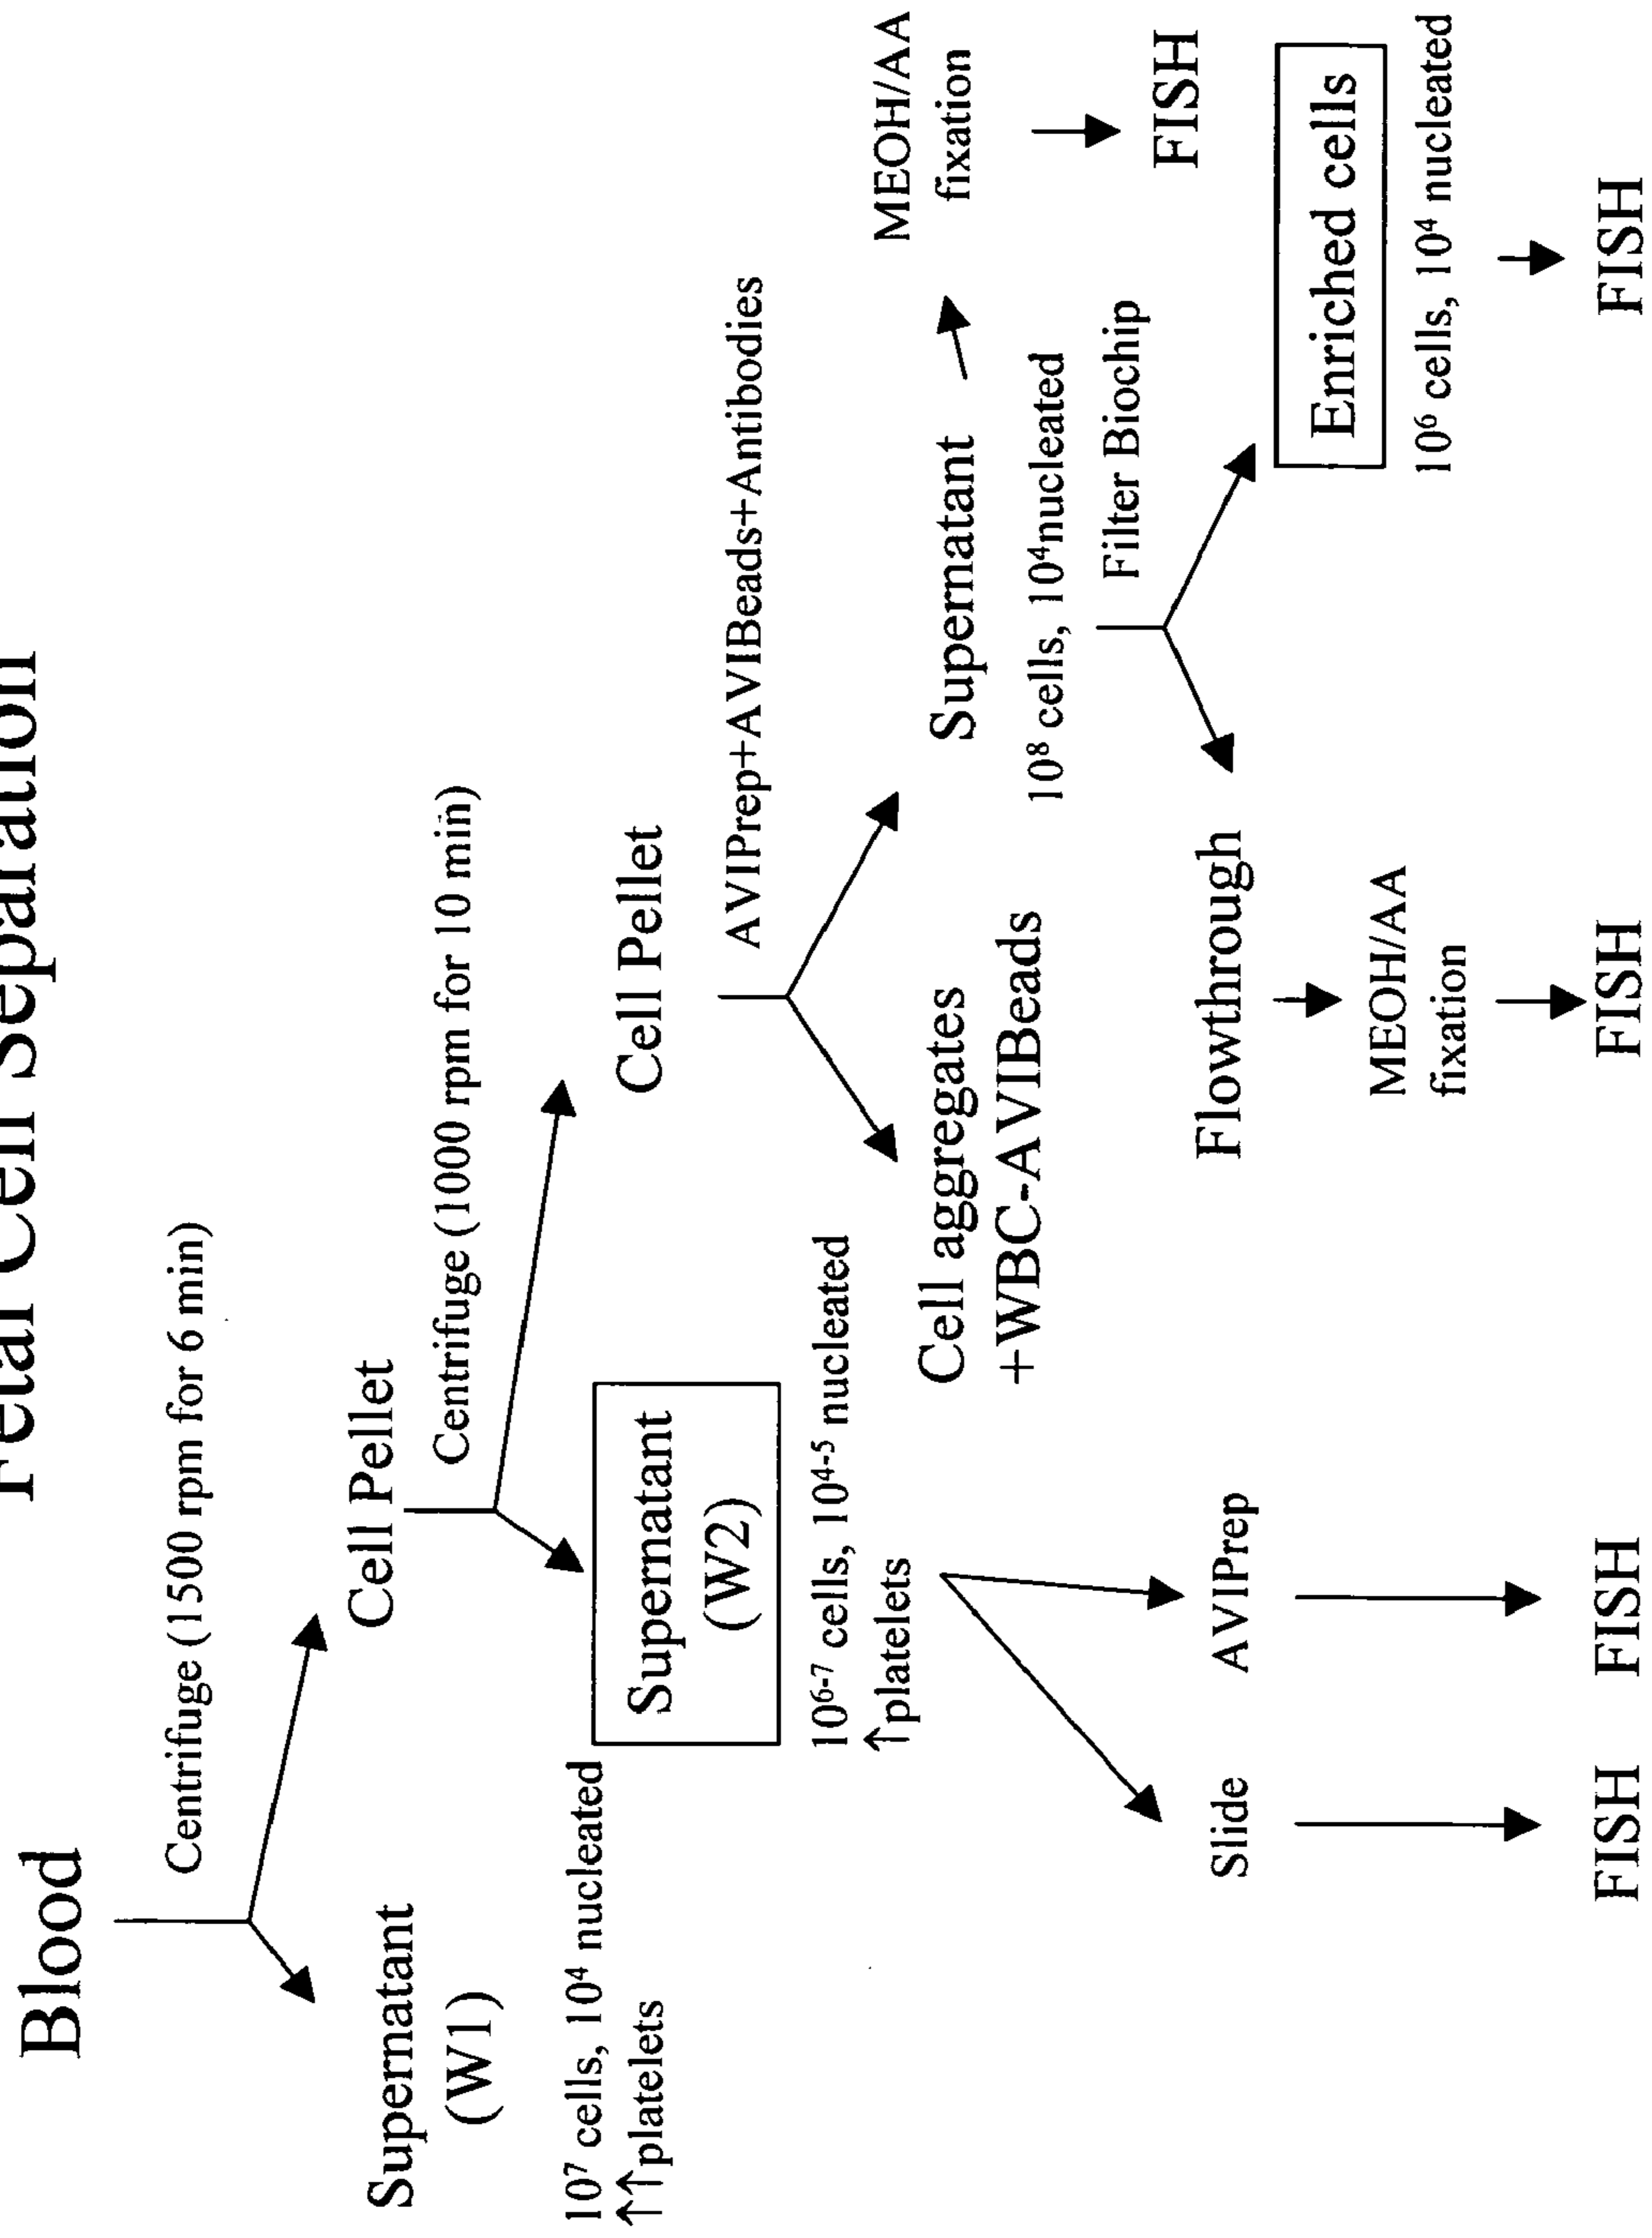 Fetal Cell Separation
Blood
Centrifuge (1500 rpm for 6 min)
Supernatant
(W1)
10⁷ cells, 10⁴ nucleated
↑↑platelets
Cell Pellet
Centrifuge (1000 rpm for 10 min)
Supernatant
(W2)
10⁶⁻⁷ cells, 10⁴⁻⁵ nucleated
↑platelets
Slide
FISH
AVIPrep
FISH
Cell Pellet
AVIPrep+AVIBeads+Antibodies
Cell aggregates
+WBC-AVIBeads
Supernatant
10⁸ cells, 10⁴nucleated
MEOH/AA
fixation
FISH
Filter Biochip
Flowthrough
MEOH/AA
fixation
FISH
Enriched cells
10⁶ cells, 10⁴ nucleated
FISH